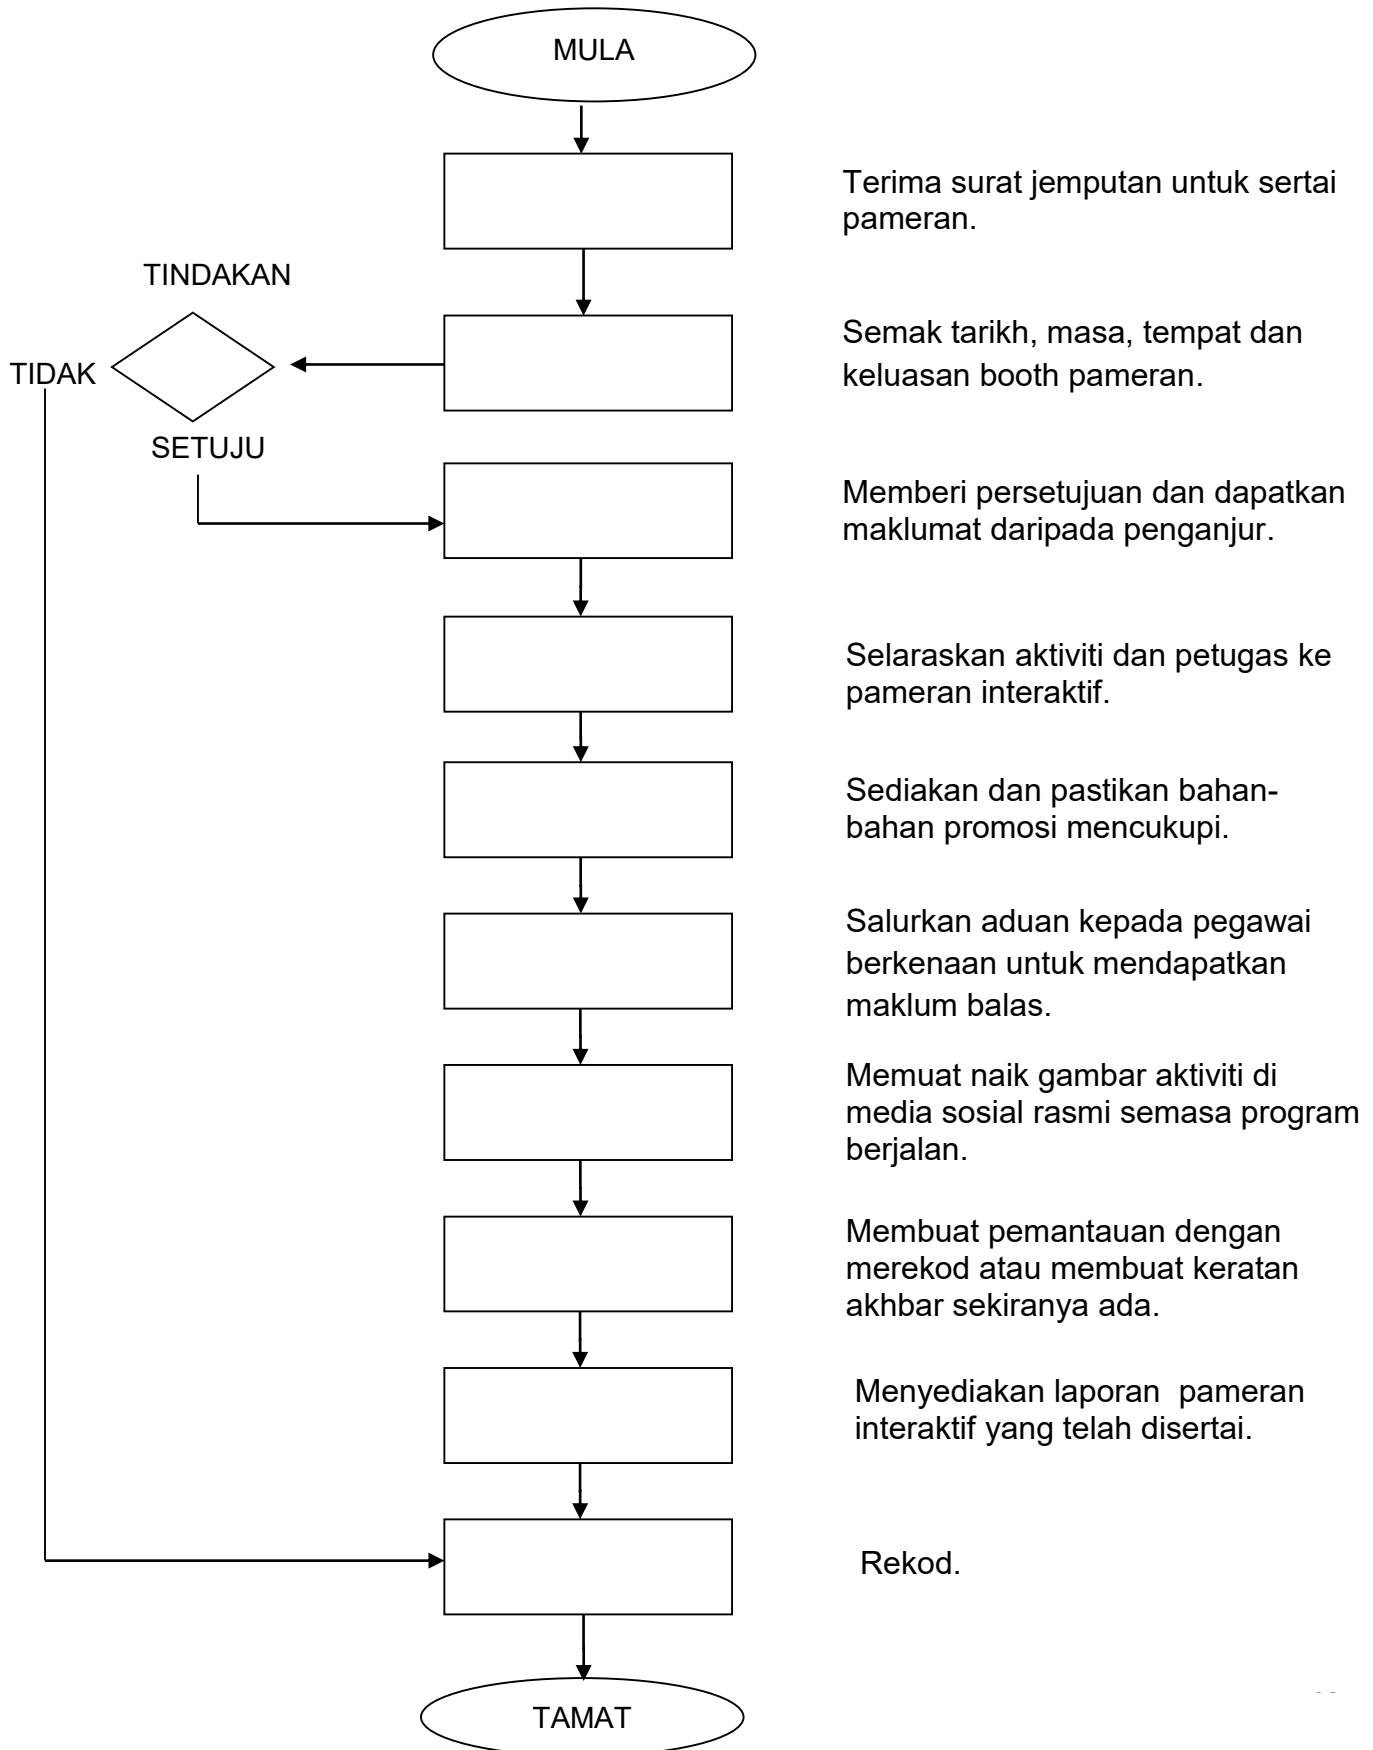 MULA
Terima surat jemputan untuk sertai
pameran.
TINDAKAN
Semak tarikh, masa, tempat dan
keluasan booth pameran.
TIDAK
SETUJU
Memberi persetujuan dan dapatkan
maklumat daripada penganjur.
Selaraskan aktiviti dan petugas ke
pameran interaktif.
Sediakan dan pastikan bahan-
bahan promosi mencukupi.
Salurkan aduan kepada pegawai
berkenaan untuk mendapatkan
maklum balas.
Memuat naik gambar aktiviti di
media sosial rasmi semasa program
berjalan.
Membuat pemantauan dengan
merekod atau membuat keratan
akhbar sekiranya ada.
Menyediakan laporan  pameran
interaktif yang telah disertai.
Rekod.
TAMAT